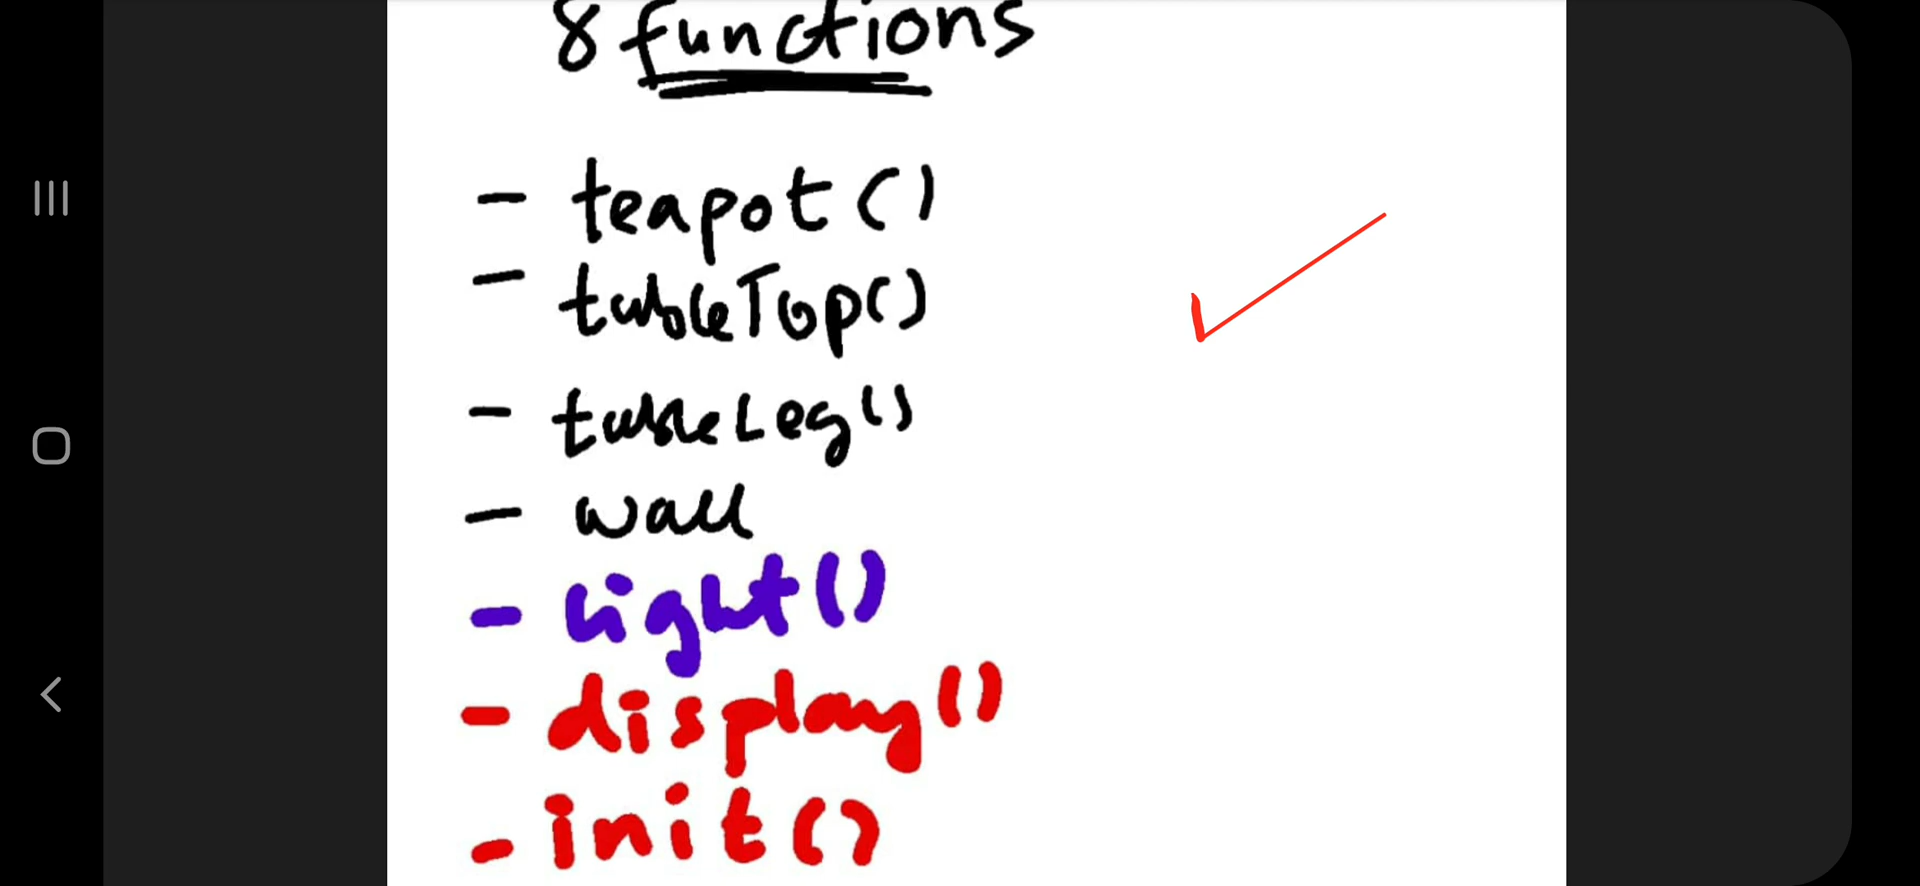 8 functions
- teapot()
- tableTop()
- tableLeg()
- wall
- light()
- display()
- init()